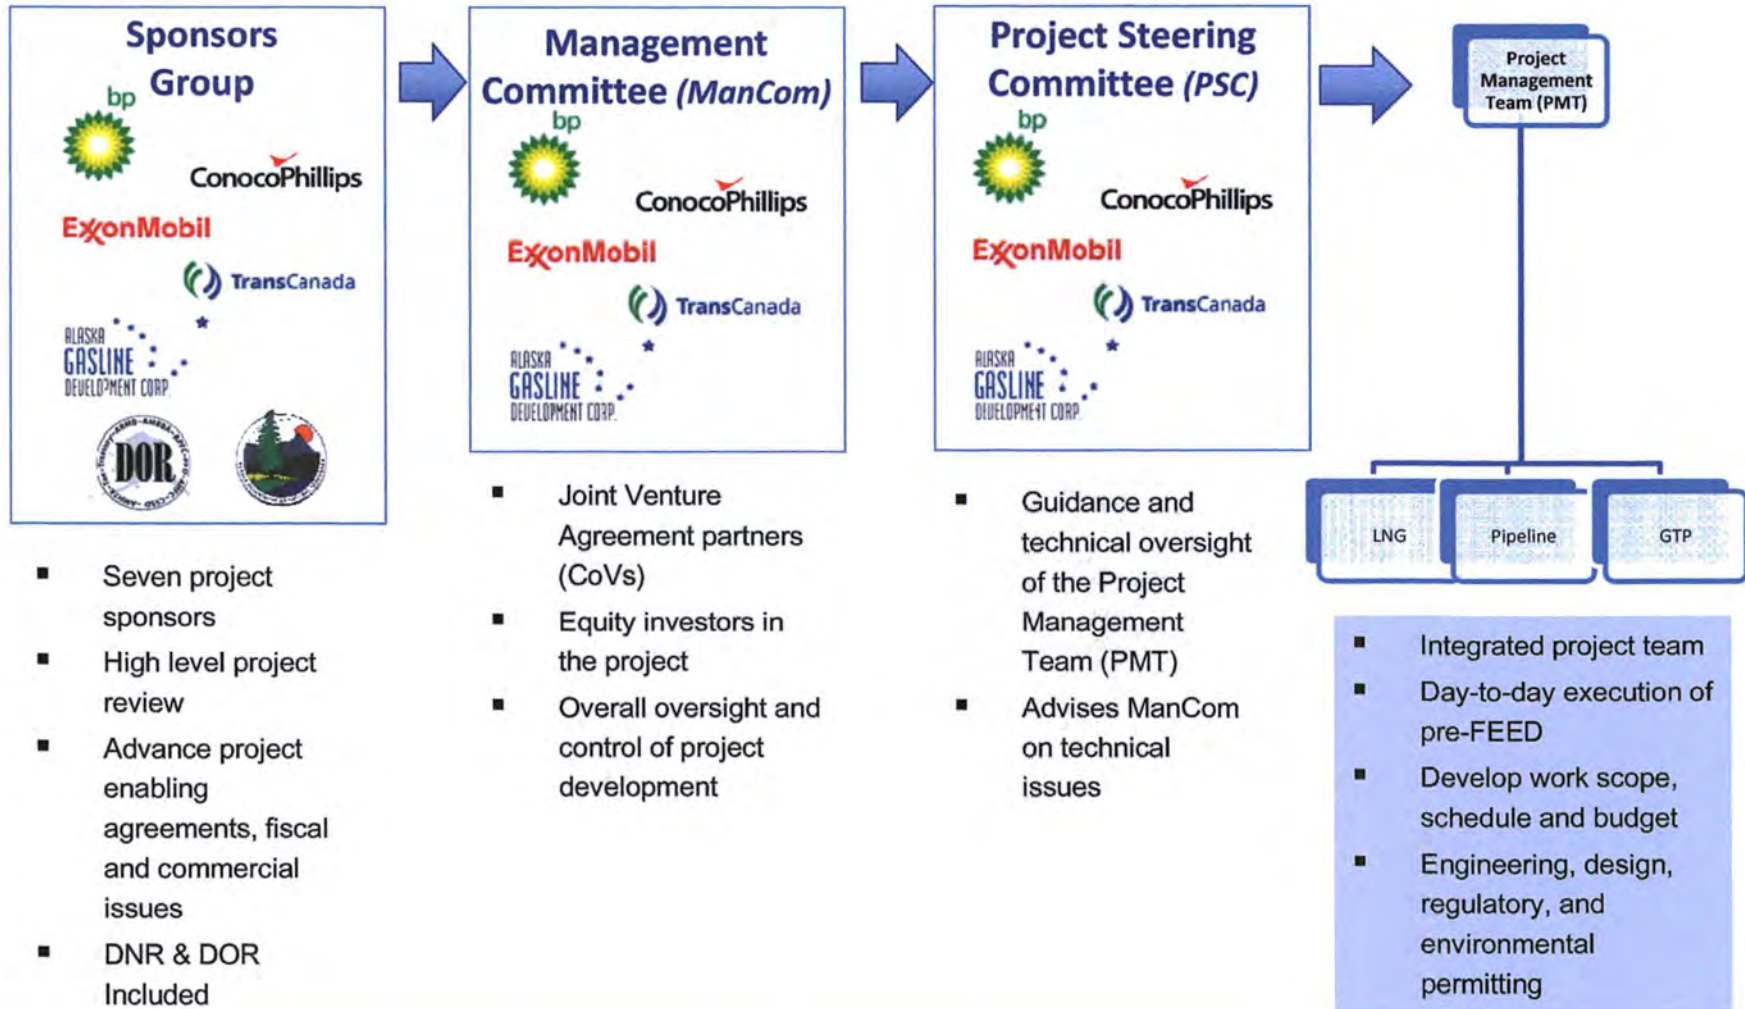 Sponsors
Group
bp
ConocoPhillips
ExxonMobil
TransCanada
ALASKA
GASLINE
DEVELOPMENT CORP.
DOR
▪ Seven project
sponsors
▪ High level project
review
▪ Advance project
enabling
agreements, fiscal
and commercial
issues
▪ DNR & DOR
Included
Management
Committee (ManCom)
bp
ConocoPhillips
ExxonMobil
TransCanada
ALASKA
GASLINE
DEVELOPMENT CORP.
▪ Joint Venture
Agreement partners
(CoVs)
▪ Equity investors in
the project
▪ Overall oversight and
control of project
development
Project Steering
Committee (PSC)
bp
ConocoPhillips
ExxonMobil
TransCanada
ALASKA
GASLINE
DEVELOPMENT CORP.
▪ Guidance and
technical oversight
of the Project
Management
Team (PMT)
▪ Advises ManCom
on technical
issues
Project
Management
Team (PMT)
LNG
Pipeline
GTP
▪ Integrated project team
▪ Day-to-day execution of
pre-FEED
▪ Develop work scope,
schedule and budget
▪ Engineering, design,
regulatory, and
environmental
permitting